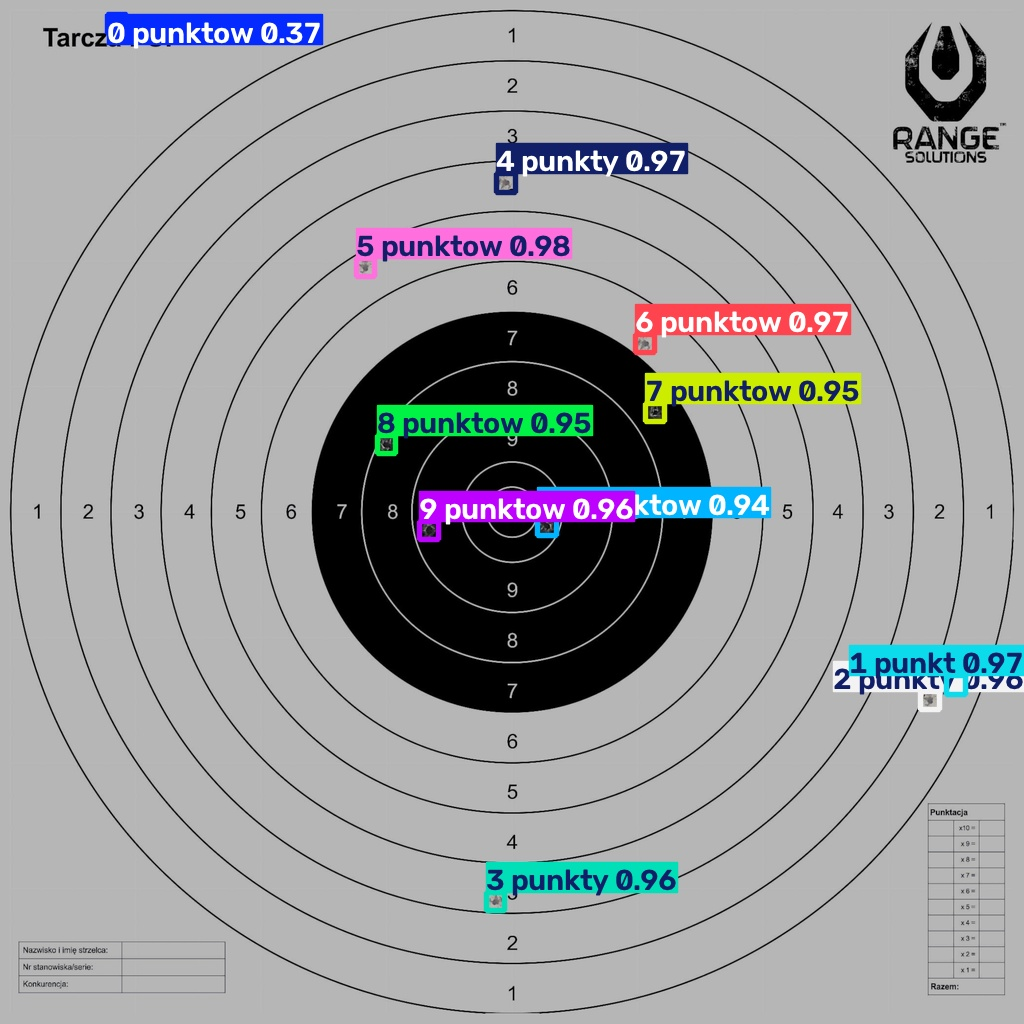 Tarcza
0 punktow 0.37
1
2
3
4 punkty 0.97
5 punktow 0.98
6
6 punktow 0.97
7
7 punktow 0.95
8
8 punktow 0.95
9
9 punktow 0.96
ktow 0.94
1 2 3 4 5 6 7 8
5 4 3 2 1
9
8
7
6
5
4
3 punkty 0.96
2
1
1 punkt 0.97
2 punkty 0.96
RANGE
SOLUTIONS
™
Punktacja
x10 =
x 9 =
x 8 =
x 7 =
x 6 =
x 5 =
x 4 =
x 3 =
x 2 =
x 1 =
Razem:
Nazwisko i imię strzelca:
Nr stanowiska/serie:
Konkurencja: